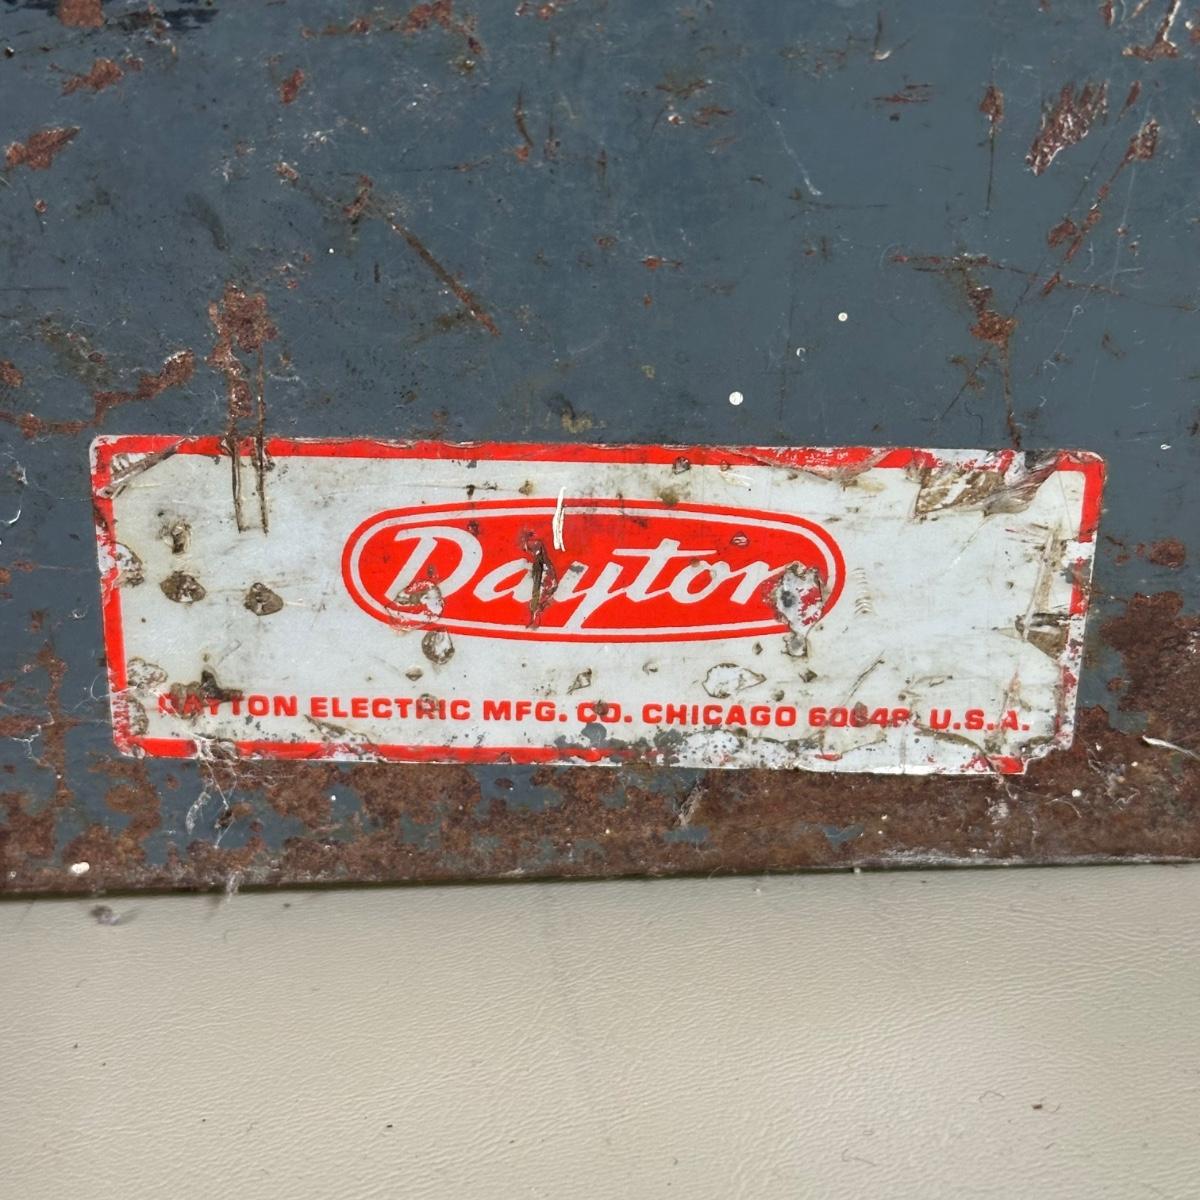 Dayton
DAYTON ELECTRIC MFG. CO. CHICAGO 60648 U.S.A.